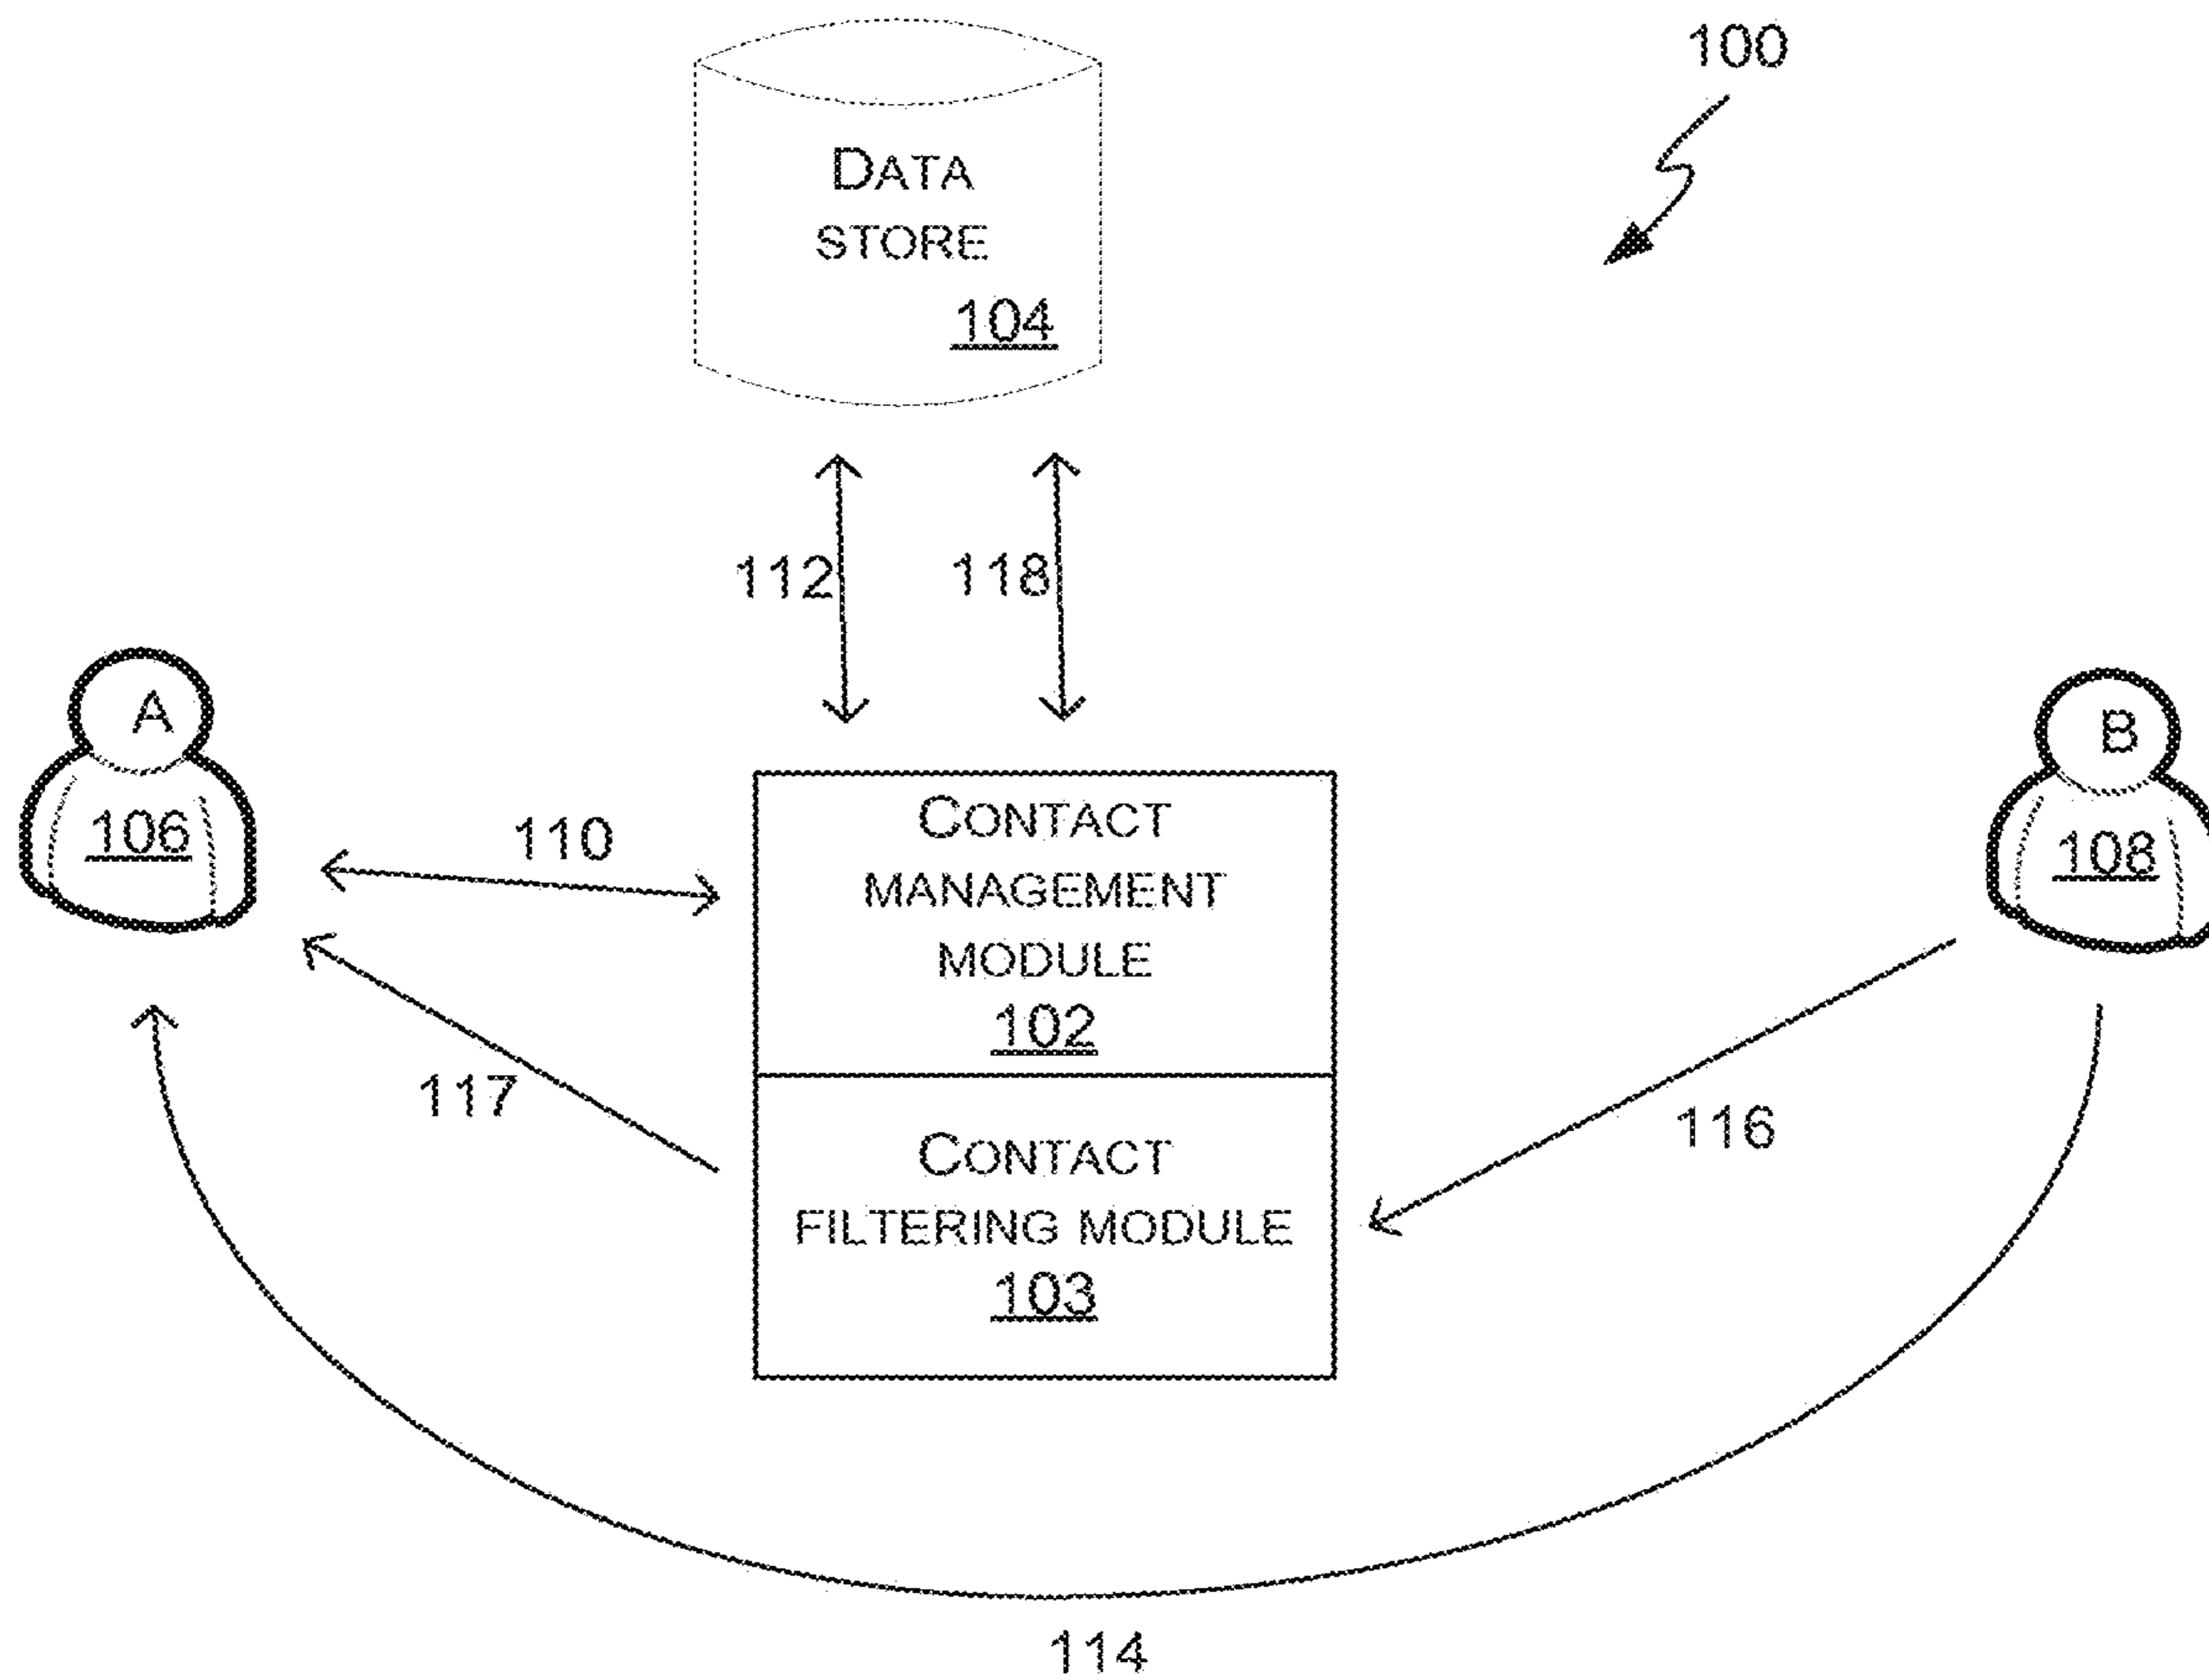 100
DATA
STORE
104
112
118
A
106
B
108
110
CONTACT
MANAGEMENT
MODULE
102
117
116
CONTACT
FILTERING MODULE
103
114